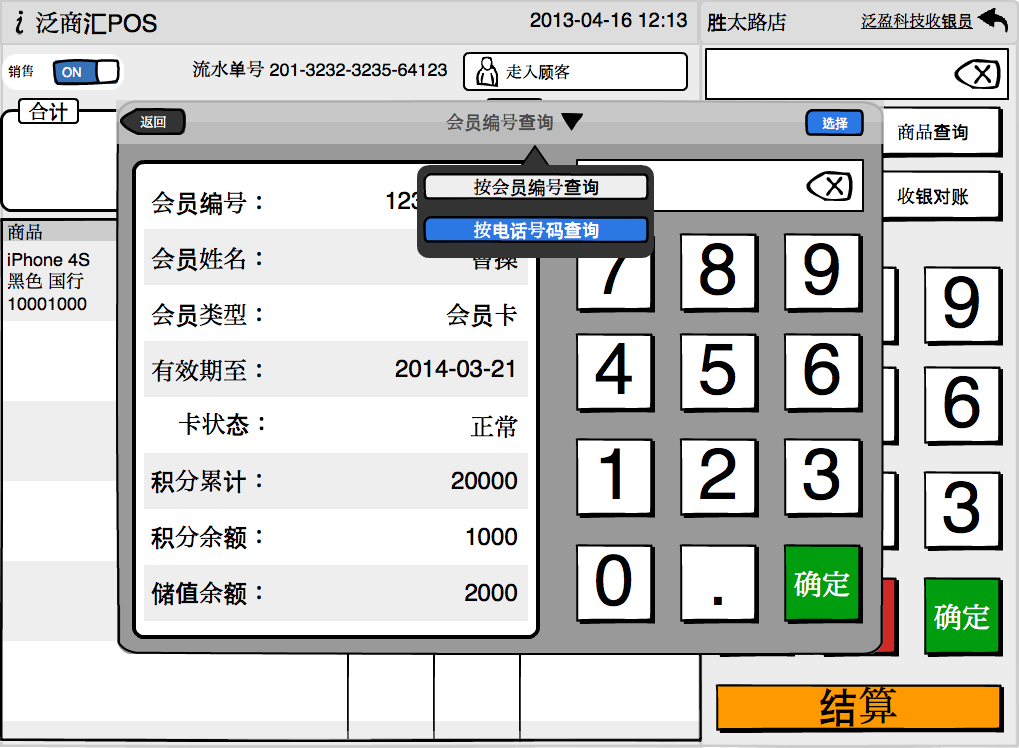 i 泛商汇POS
2013-04-16 12:13
胜太路店
泛盈科技收银员
销售
ON
流水单号 201-3232-3235-64123
走入顾客
合计
返回
会员编号查询
选择
商品查询
按会员编号查询
按电话号码查询
收银对账
商品
iPhone 4S
黑色 国行
10001000
会员编号： 123
会员姓名：
会员类型： 会员卡
有效期至： 2014-03-21
卡状态： 正常
积分累计： 20000
积分余额： 1000
储值余额： 2000
7 8 9
4 5 6
1 2 3
0 . 确定
9
6
3
确定
结算